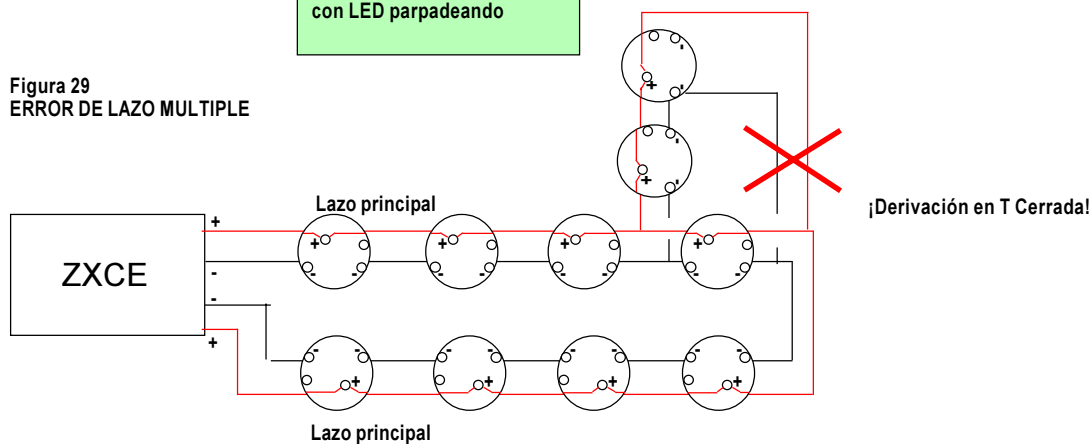 con LED parpadeando
Figura 29
ERROR DE LAZO MULTIPLE
- -
+ -
- -
+ -
¡Derivación en T Cerrada!
Lazo principal
+
ZXCE
-
-
+
+ + + +
- - - - - - - -
- - - - - - - -
+ + + +
Lazo principal